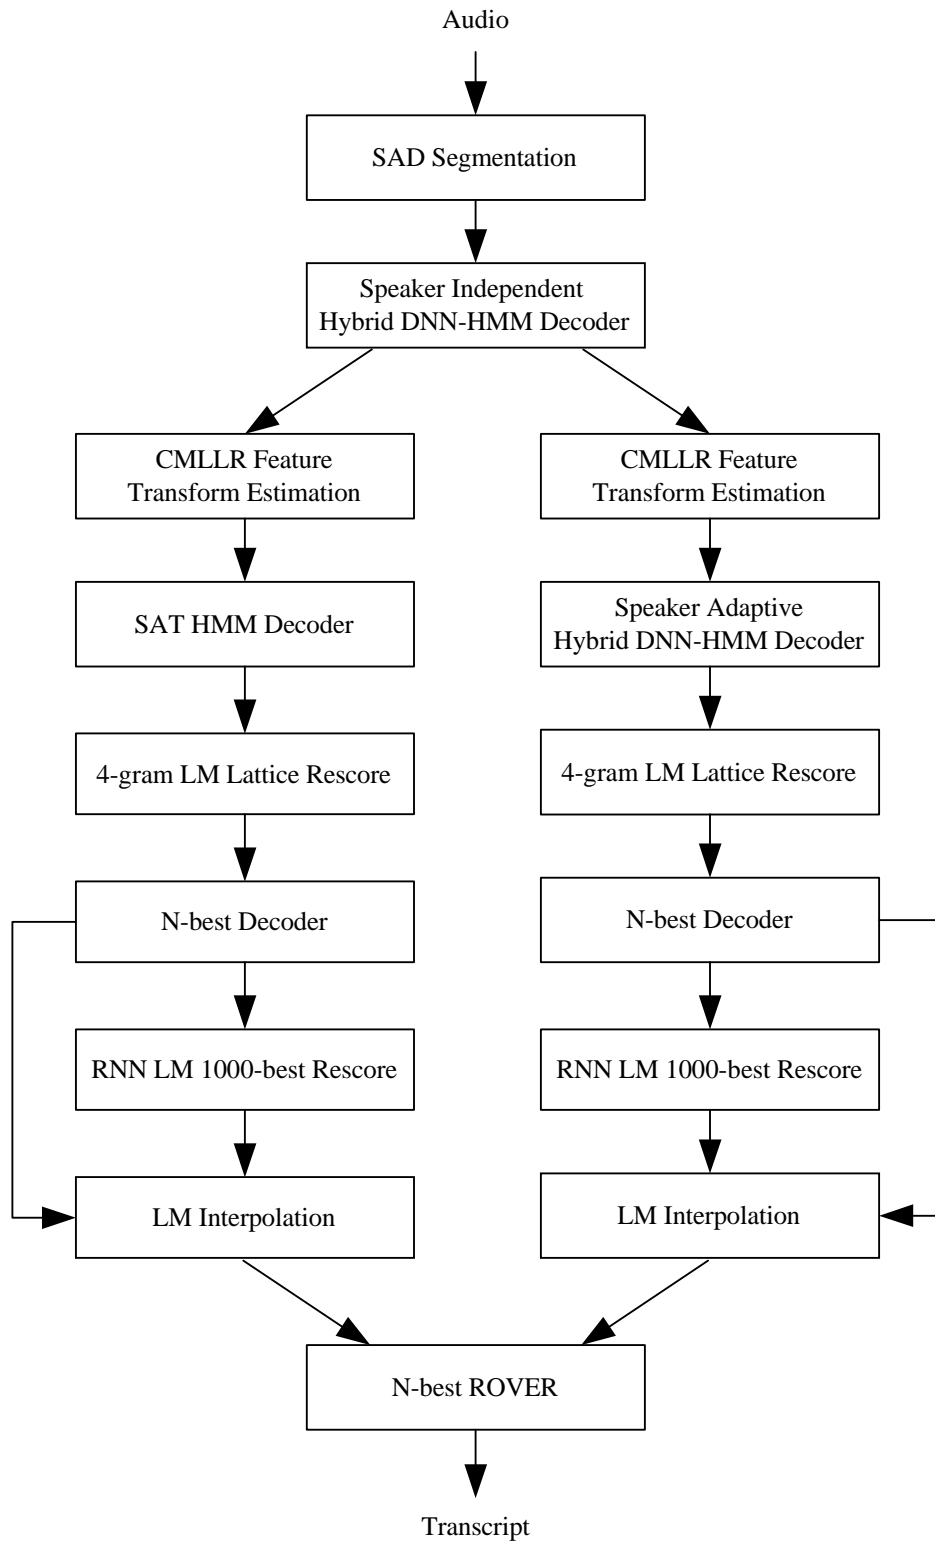 Audio
SAD Segmentation
Speaker Independent
Hybrid DNN-HMM Decoder
CMLLR Feature
Transform Estimation
SAT HMM Decoder
4-gram LM Lattice Rescore
N-best Decoder
RNN LM 1000-best Rescore
LM Interpolation
CMLLR Feature
Transform Estimation
Speaker Adaptive
Hybrid DNN-HMM Decoder
4-gram LM Lattice Rescore
N-best Decoder
RNN LM 1000-best Rescore
LM Interpolation
N-best ROVER
Transcript